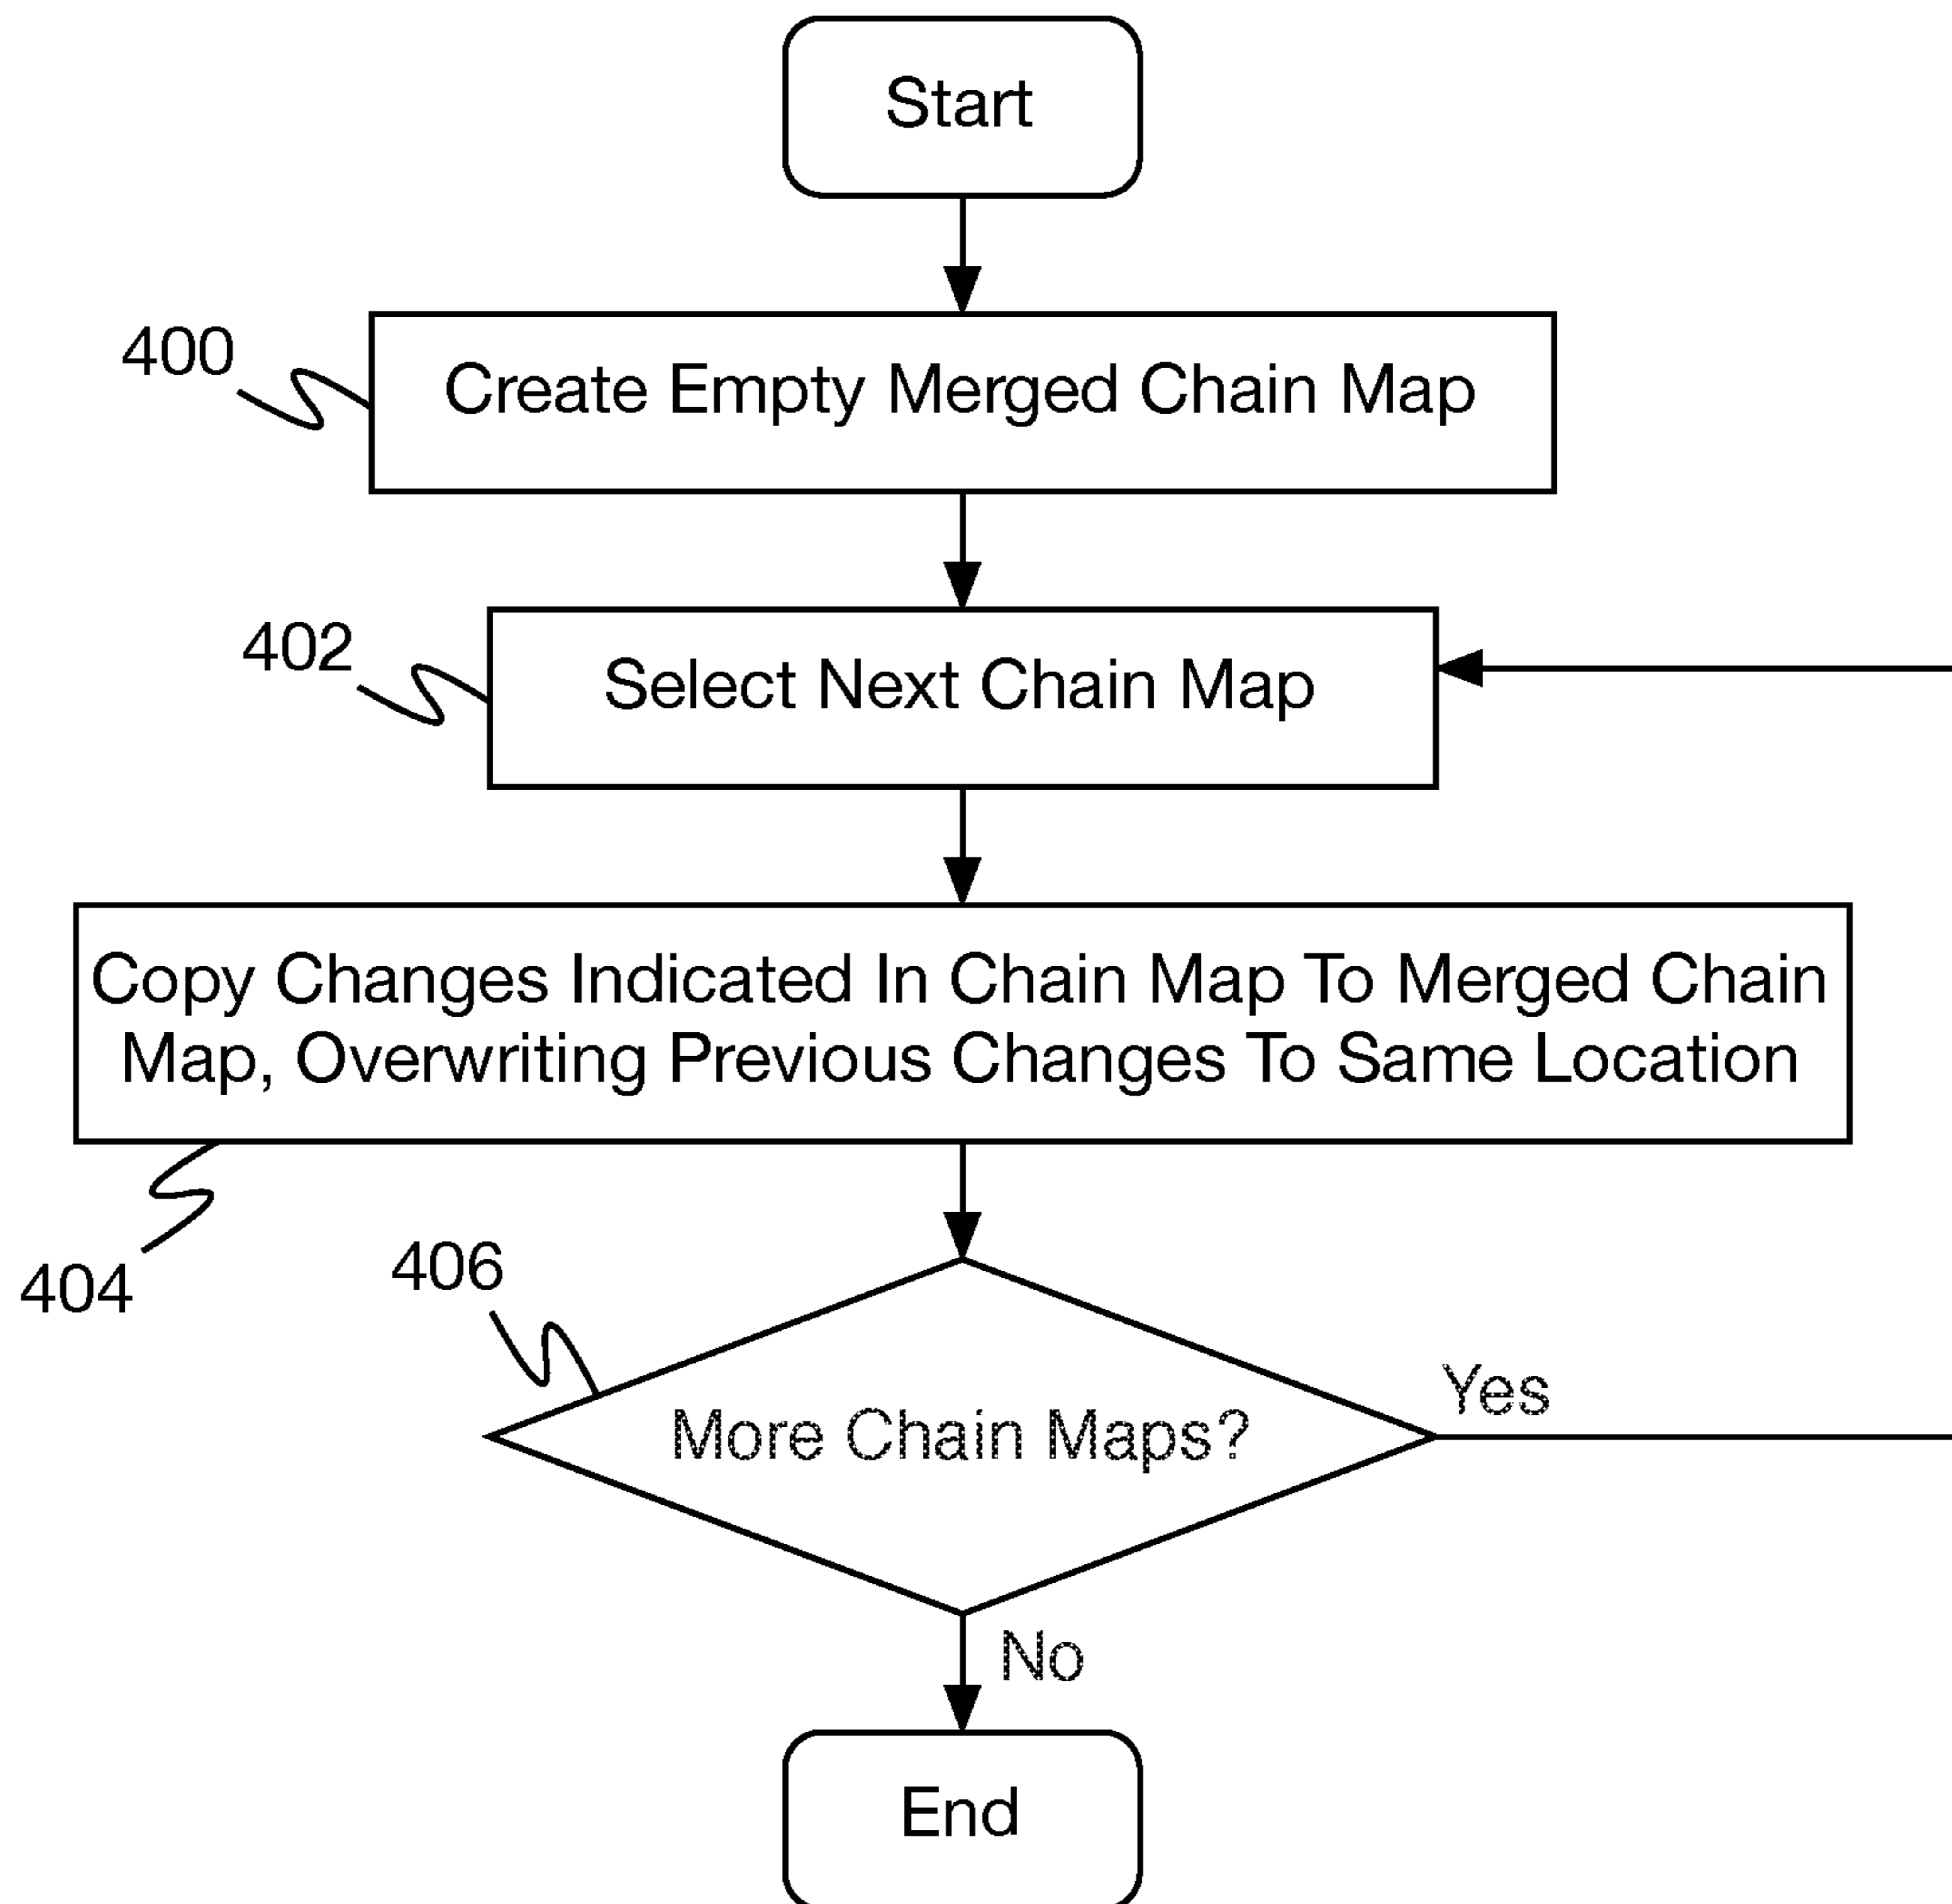 Start
400
Create Empty Merged Chain Map
402
Select Next Chain Map
Copy Changes Indicated In Chain Map To Merged Chain
Map, Overwriting Previous Changes To Same Location
404
406
More Chain Maps?
Yes
No
End